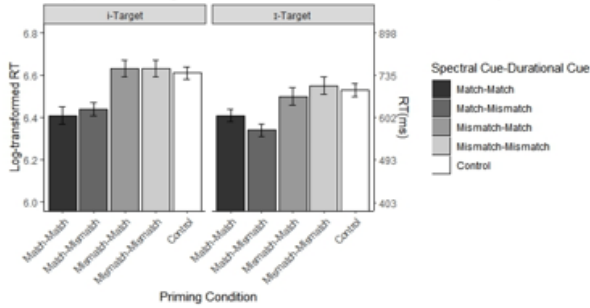 i-Target
ɪ-Target
6.8
6.6
6.4
6.2
6.0
Log-transformed RT
898
735
602
493
403
RT(ms)
Match-Match
Match-Mismatch
Mismatch-Match
Mismatch-Mismatch
Control
Match-Match
Match-Mismatch
Mismatch-Match
Mismatch-Mismatch
Control
Priming Condition
Spectral Cue-Durational Cue
Match-Match
Match-Mismatch
Mismatch-Match
Mismatch-Mismatch
Control